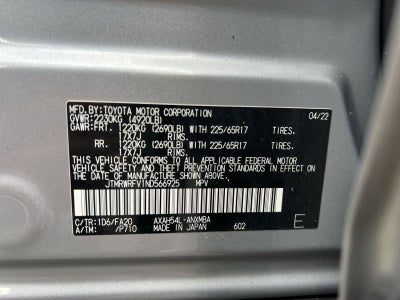 MFD.BY:TOYOTA MOTOR CORPORATION 04/22
GVWR:2230KG (4920LB)
GAWR:FRT. 1220KG (2690LB) WITH 225/65R17 TIRES.
17X7J RIMS.
RR. 1220KG (2690LB) WITH 225/65R17 TIRES.
17X7J RIMS.
THIS VEHICLE CONFORMS TO ALL APPLICABLE FEDERAL MOTOR
VEHICLE SAFETY AND THEFT PREVENTION STANDARDS IN EFFECT
ON THE DATE OF MANUFACTURE SHOWN ABOVE.
JTMRWRFV1ND566925 MPV
C/TR:1D6/FA20 AXAH54L-ANXMBA
A/TM: /P710 MADE IN JAPAN 602 E